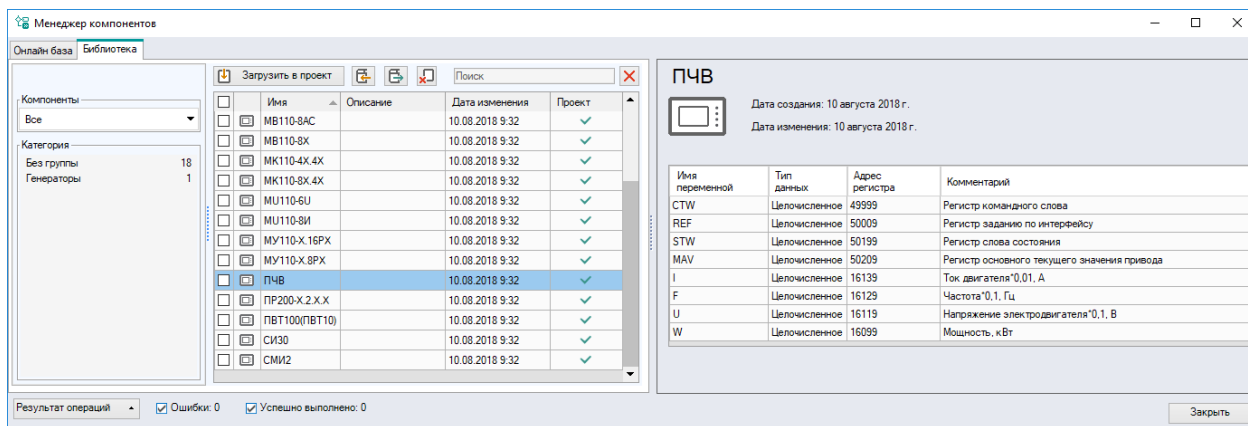 Менеджер компонентов
Онлайн база Библиотека
Компоненты
Все
Категория
Без группы 18
Генераторы 1
Загрузить в проект Поиск
Имя Описание Дата изменения Проект
МВ110-8АС 10.08.2018 9:32
МВ110-8Х 10.08.2018 9:32
МК110-4Х.4Х 10.08.2018 9:32
МК110-8Х.4Х 10.08.2018 9:32
МU110-6U 10.08.2018 9:32
МU110-8И 10.08.2018 9:32
МУ110-Х.16РХ 10.08.2018 9:32
МУ110-Х.8РХ 10.08.2018 9:32
ПЧВ 10.08.2018 9:32
ПР200-Х.2.Х.Х 10.08.2018 9:32
ПВТ100(ПВТ10) 10.08.2018 9:32
СИ30 10.08.2018 9:32
СМИ2 10.08.2018 9:32
ПЧВ
Дата создания: 10 августа 2018 г.
Дата изменения: 10 августа 2018 г.
Имя переменной Тип данных Адрес регистра Комментарий
CTW Целочисленное 49999 Регистр командного слова
REF Целочисленное 50009 Регистр заданию по интерфейсу
STW Целочисленное 50199 Регистр слова состояния
MAV Целочисленное 50209 Регистр основного текущего значения привода
I Целочисленное 16139 Ток двигателя*0,01, А
F Целочисленное 16129 Частота*0,1, Гц
U Целочисленное 16119 Напряжение электродвигателя*0,1, В
W Целочисленное 16099 Мощность, кВт
Результат операций Ошибки: 0 Успешно выполнено: 0
Закрыть